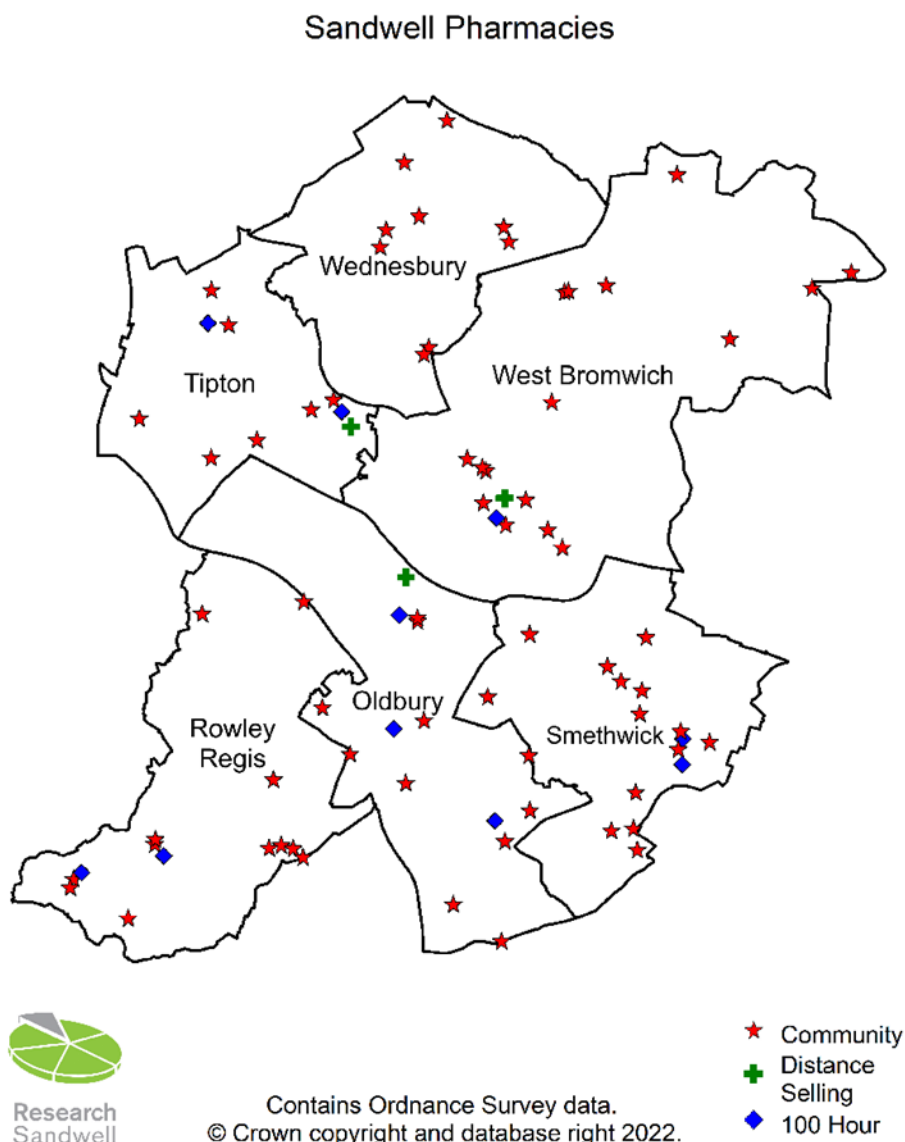 Sandwell Pharmacies
Wednesbury
Tipton
West Bromwich
Oldbury
Rowley
Regis
Smethwick
Community
Distance
Selling
100 Hour
Research
Sandwell
Contains Ordnance Survey data.
© Crown copyright and database right 2022.